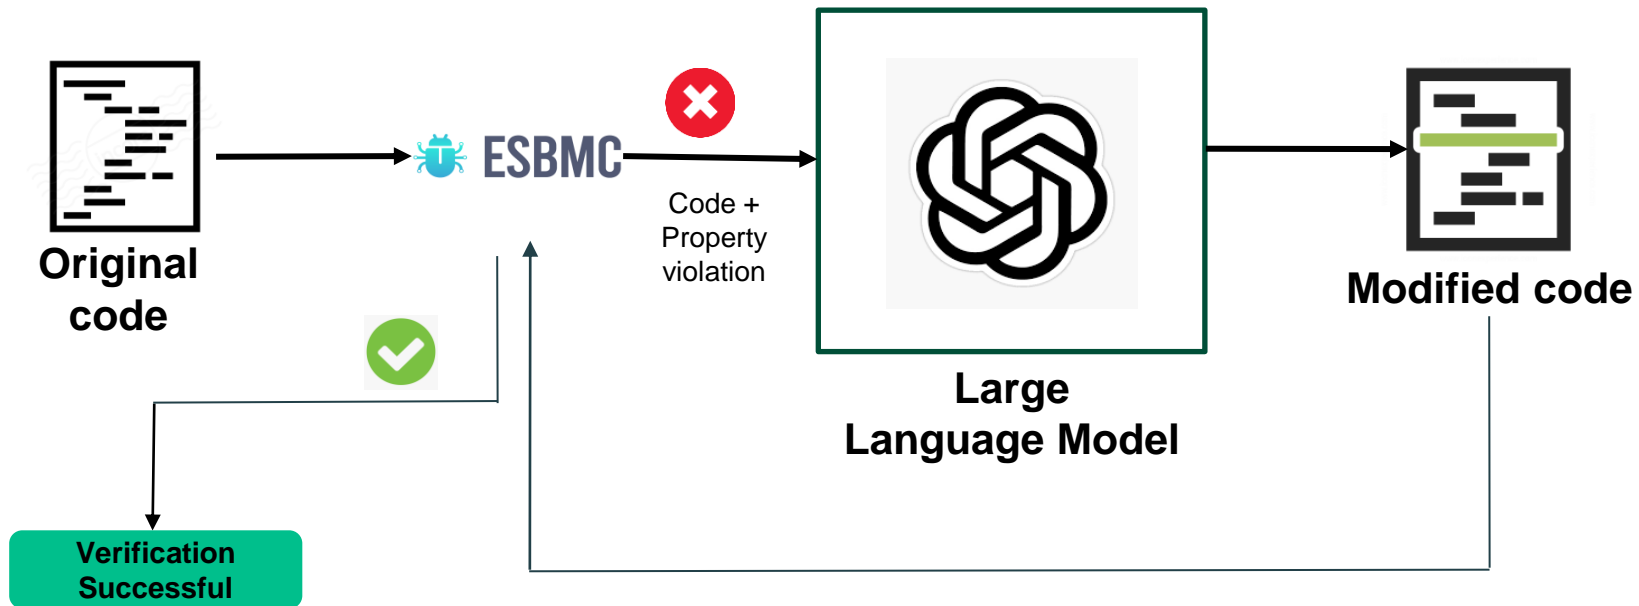 Original
code
ESBMC
Code +
Property
violation
Large
Language Model
Modified code
Verification
Successful